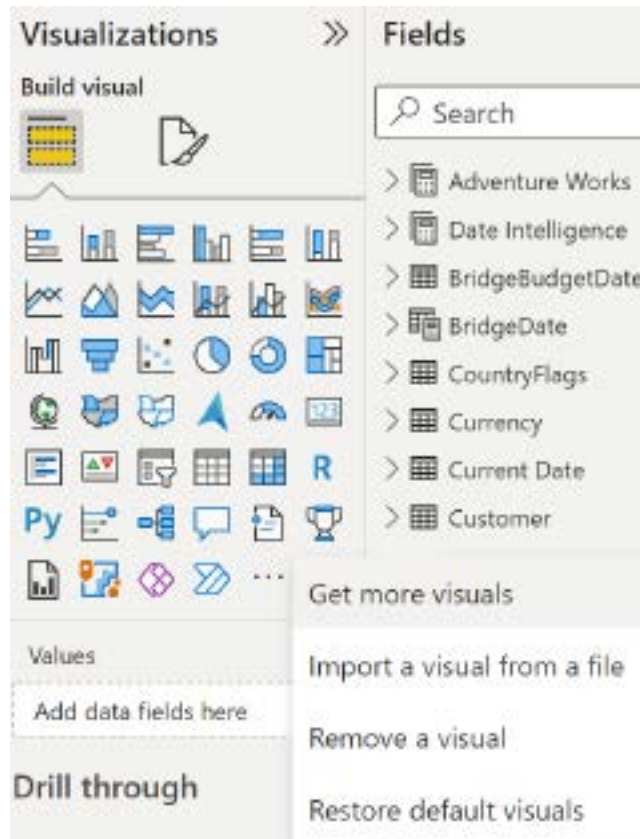 Visualizations
Build visual
Fields
Search
Adventure Works
Date Intelligence
BridgeBudgetDate
BridgeDate
CountryFlags
Currency
Current Date
Customer
123
R
Py
Get more visuals
Import a visual from a file
Remove a visual
Restore default visuals
Values
Add data fields here
Drill through